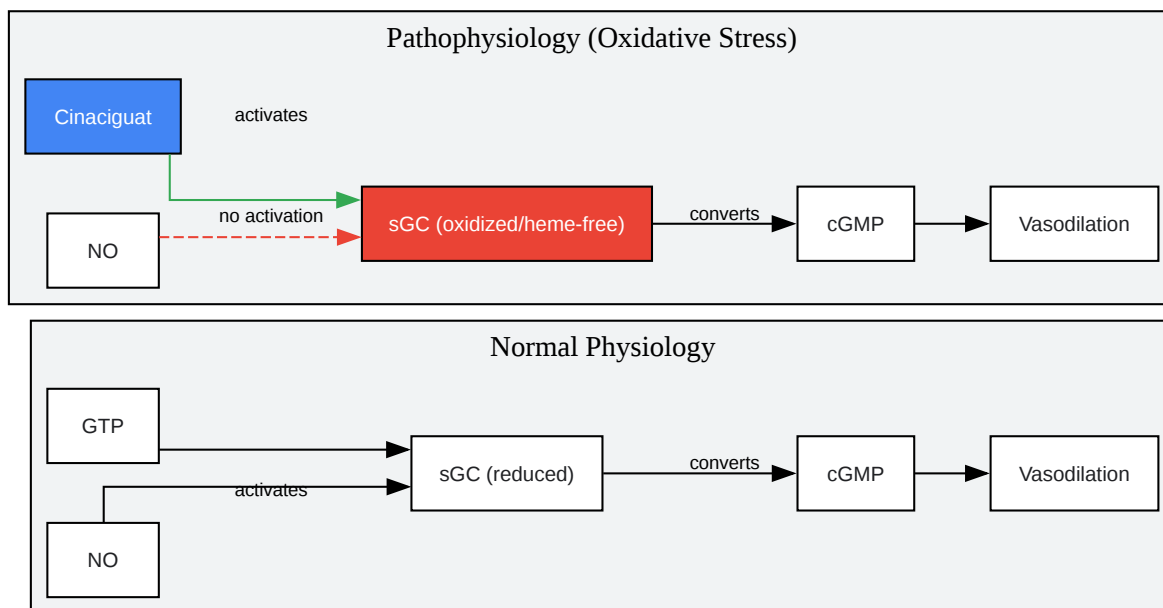 Pathophysiology (Oxidative Stress)
Cinaciguat
activates
NO
no activation
sGC (oxidized/heme-free)
converts
cGMP
Vasodilation
Normal Physiology
GTP
NO
activates
sGC (reduced)
converts
cGMP
Vasodilation